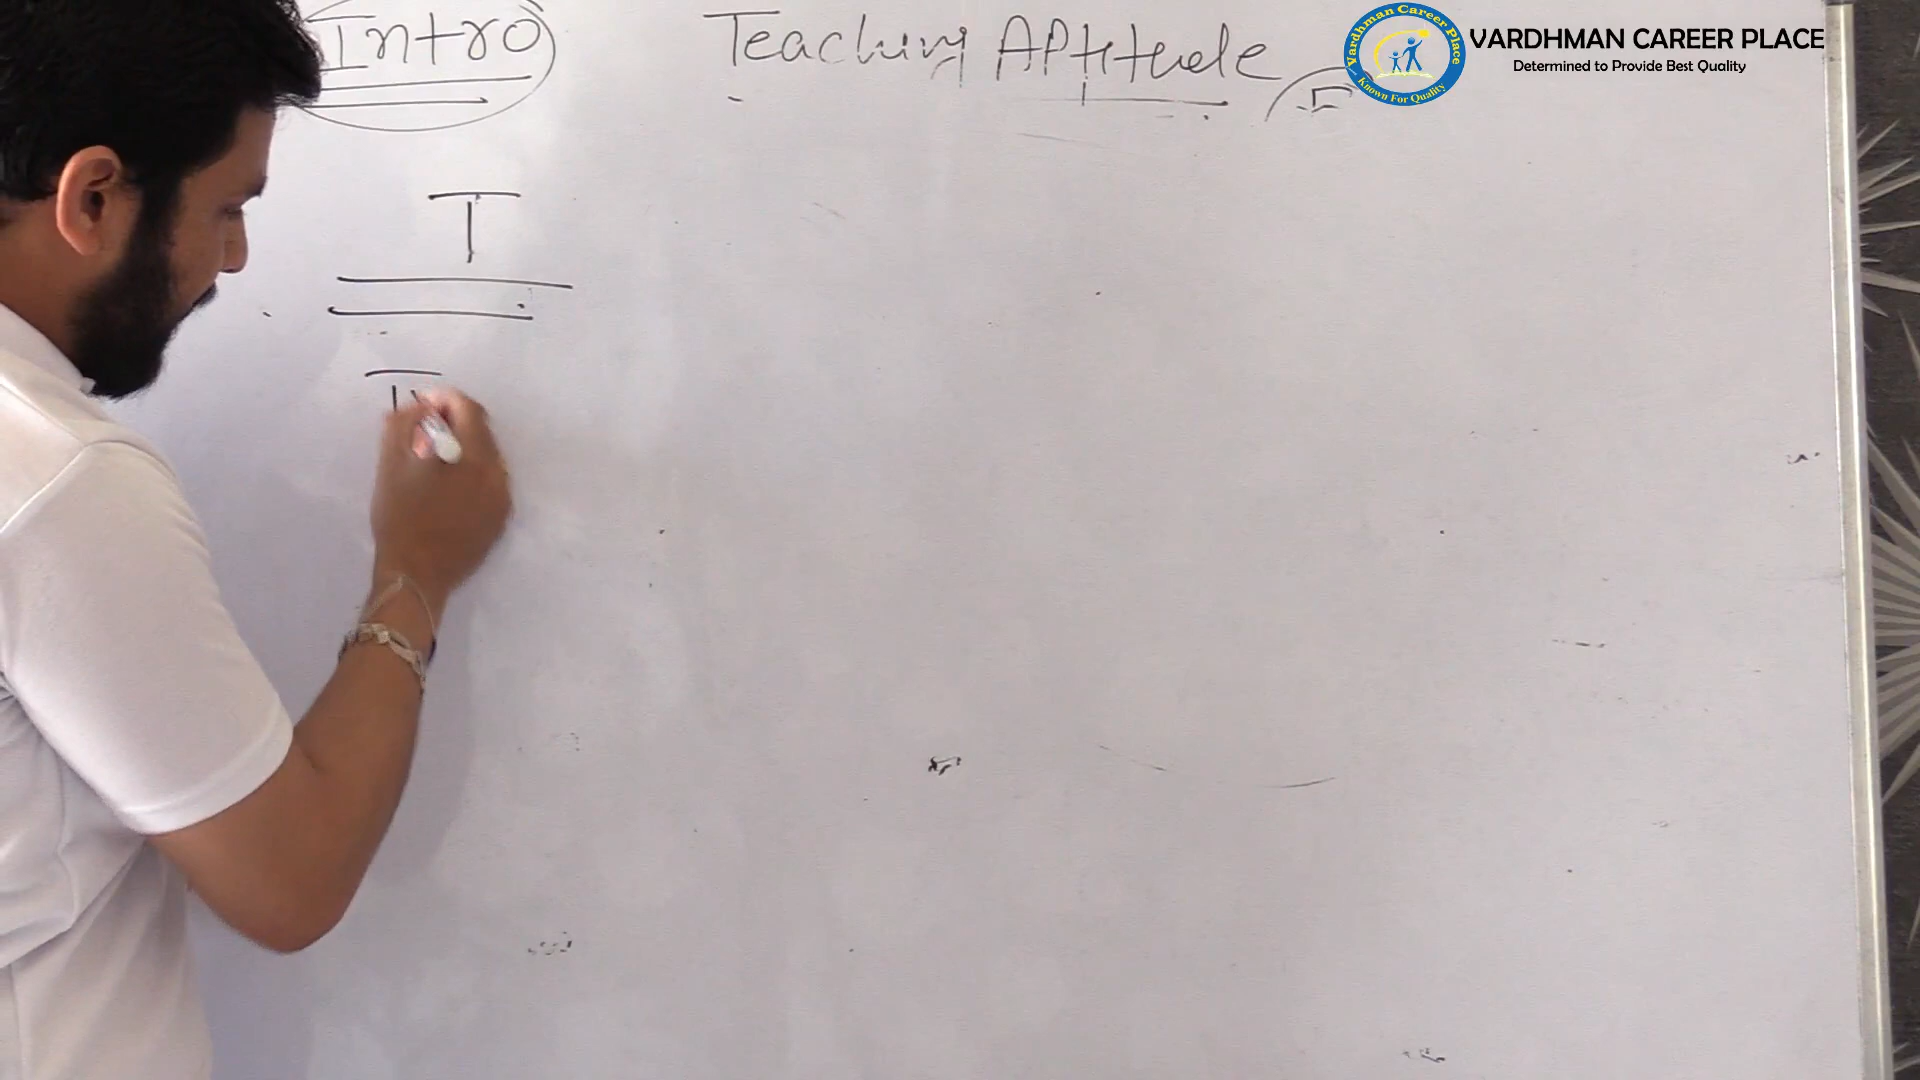 Intro Teaching Aptitude
Vardhman Career Place
Known For Quality
VARDHMAN CAREER PLACE
Determined to Provide Best Quality
T